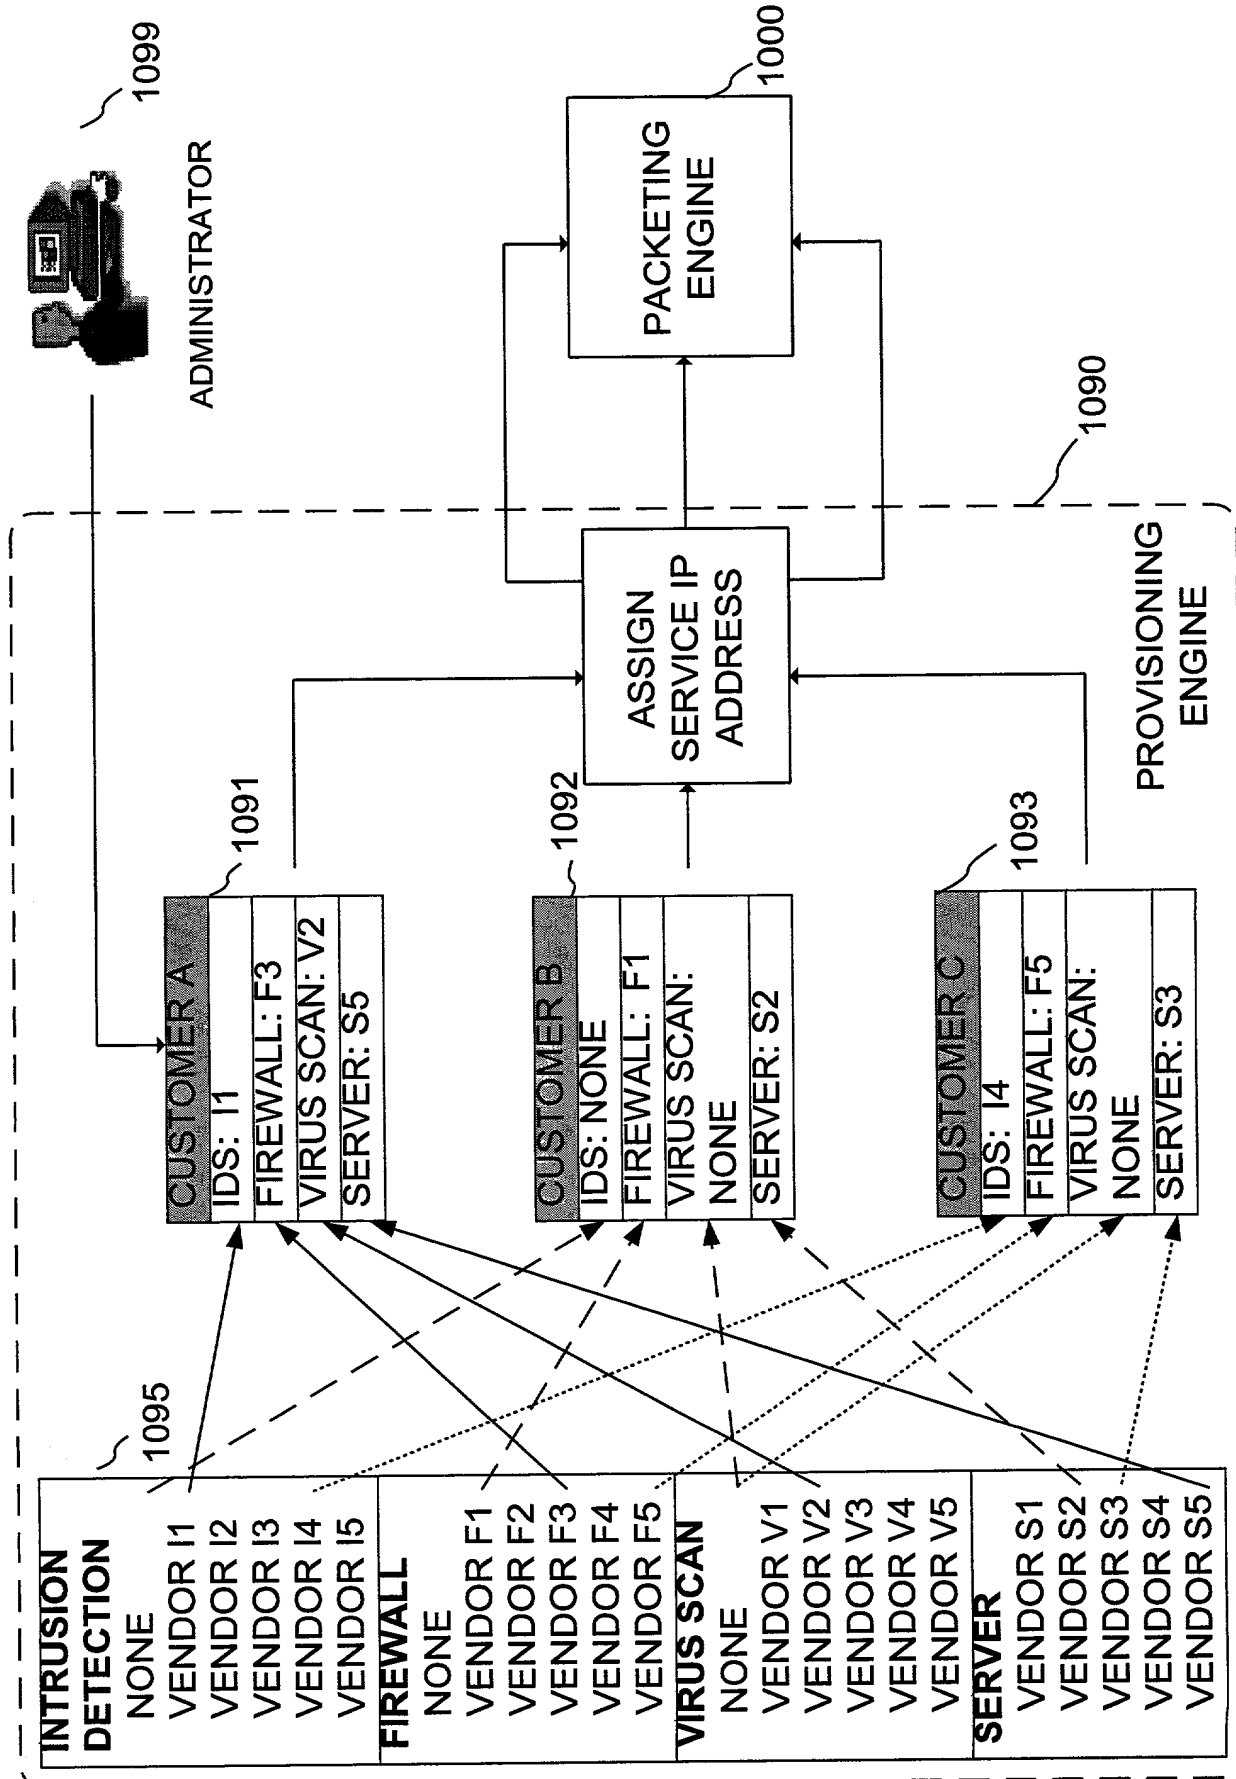 INTRUSION
DETECTION
NONE
VENDOR I1
VENDOR I2
VENDOR I3
VENDOR I4
VENDOR I5
FIREWALL
NONE
VENDOR F1
VENDOR F2
VENDOR F3
VENDOR F4
VENDOR F5
VIRUS SCAN
NONE
VENDOR V1
VENDOR V2
VENDOR V3
VENDOR V4
VENDOR V5
SERVER
VENDOR S1
VENDOR S2
VENDOR S3
VENDOR S4
VENDOR S5
1095
CUSTOMER A
IDS: I1
FIREWALL: F3
VIRUS SCAN: V2
SERVER: S5
1091
CUSTOMER B
IDS: NONE
FIREWALL: F1
VIRUS SCAN:
NONE
SERVER: S2
1092
CUSTOMER C
IDS: I4
FIREWALL: F5
VIRUS SCAN:
NONE
SERVER: S3
1093
ASSIGN
SERVICE IP
ADDRESS
PROVISIONING
ENGINE
1090
ADMINISTRATOR
1099
PACKETING
ENGINE
1000